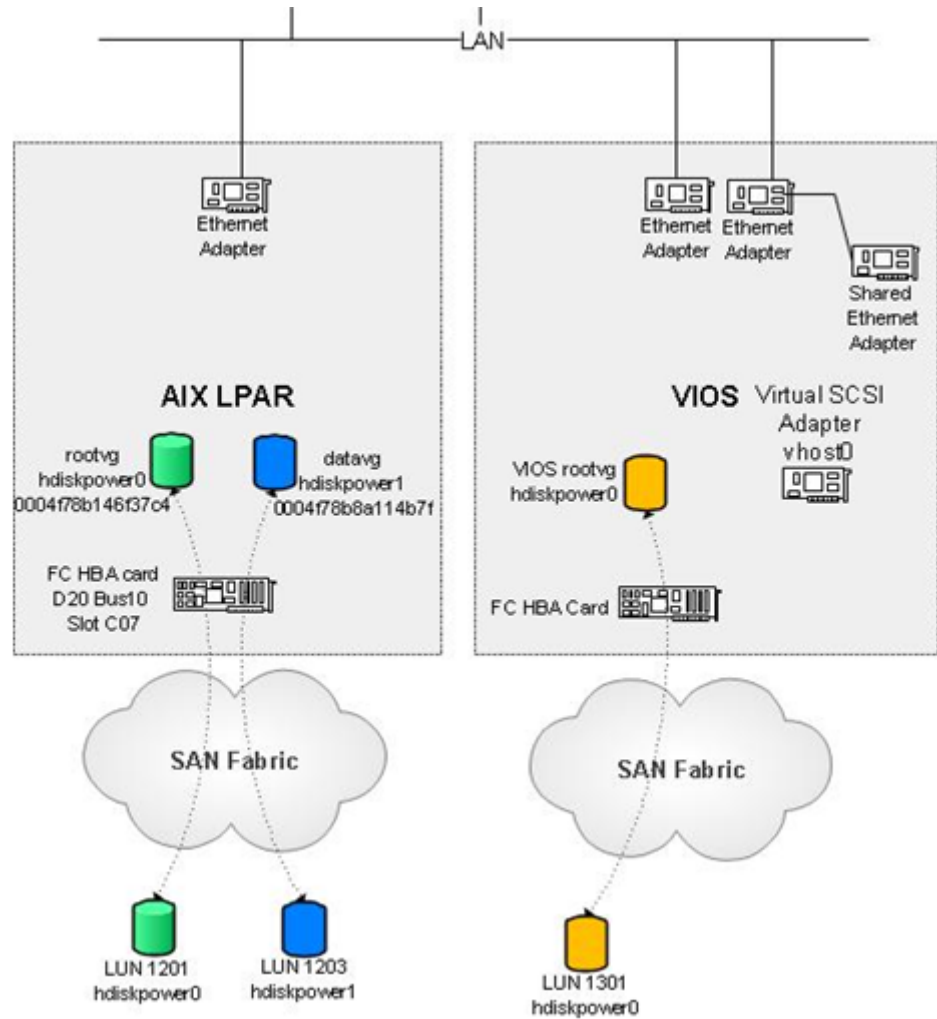 LAN
Ethernet
Adapter
Ethernet
Adapter
Ethernet
Adapter
Shared
Ethernet
Adapter
AIX LPAR
rootvg
hdiskpower0
0004f78b146f37c4
datavg
hdiskpower1
0004f78b8a114b7f
FC HBA card
D20 Bus10
Slot C07
VIOS
Virtual SCSI
Adapter
vhost0
VIOS rootvg
hdiskpower0
FC HBA Card
SAN Fabric
SAN Fabric
LUN 1201
hdiskpower0
LUN 1203
hdiskpower1
LUN 1301
hdiskpower0